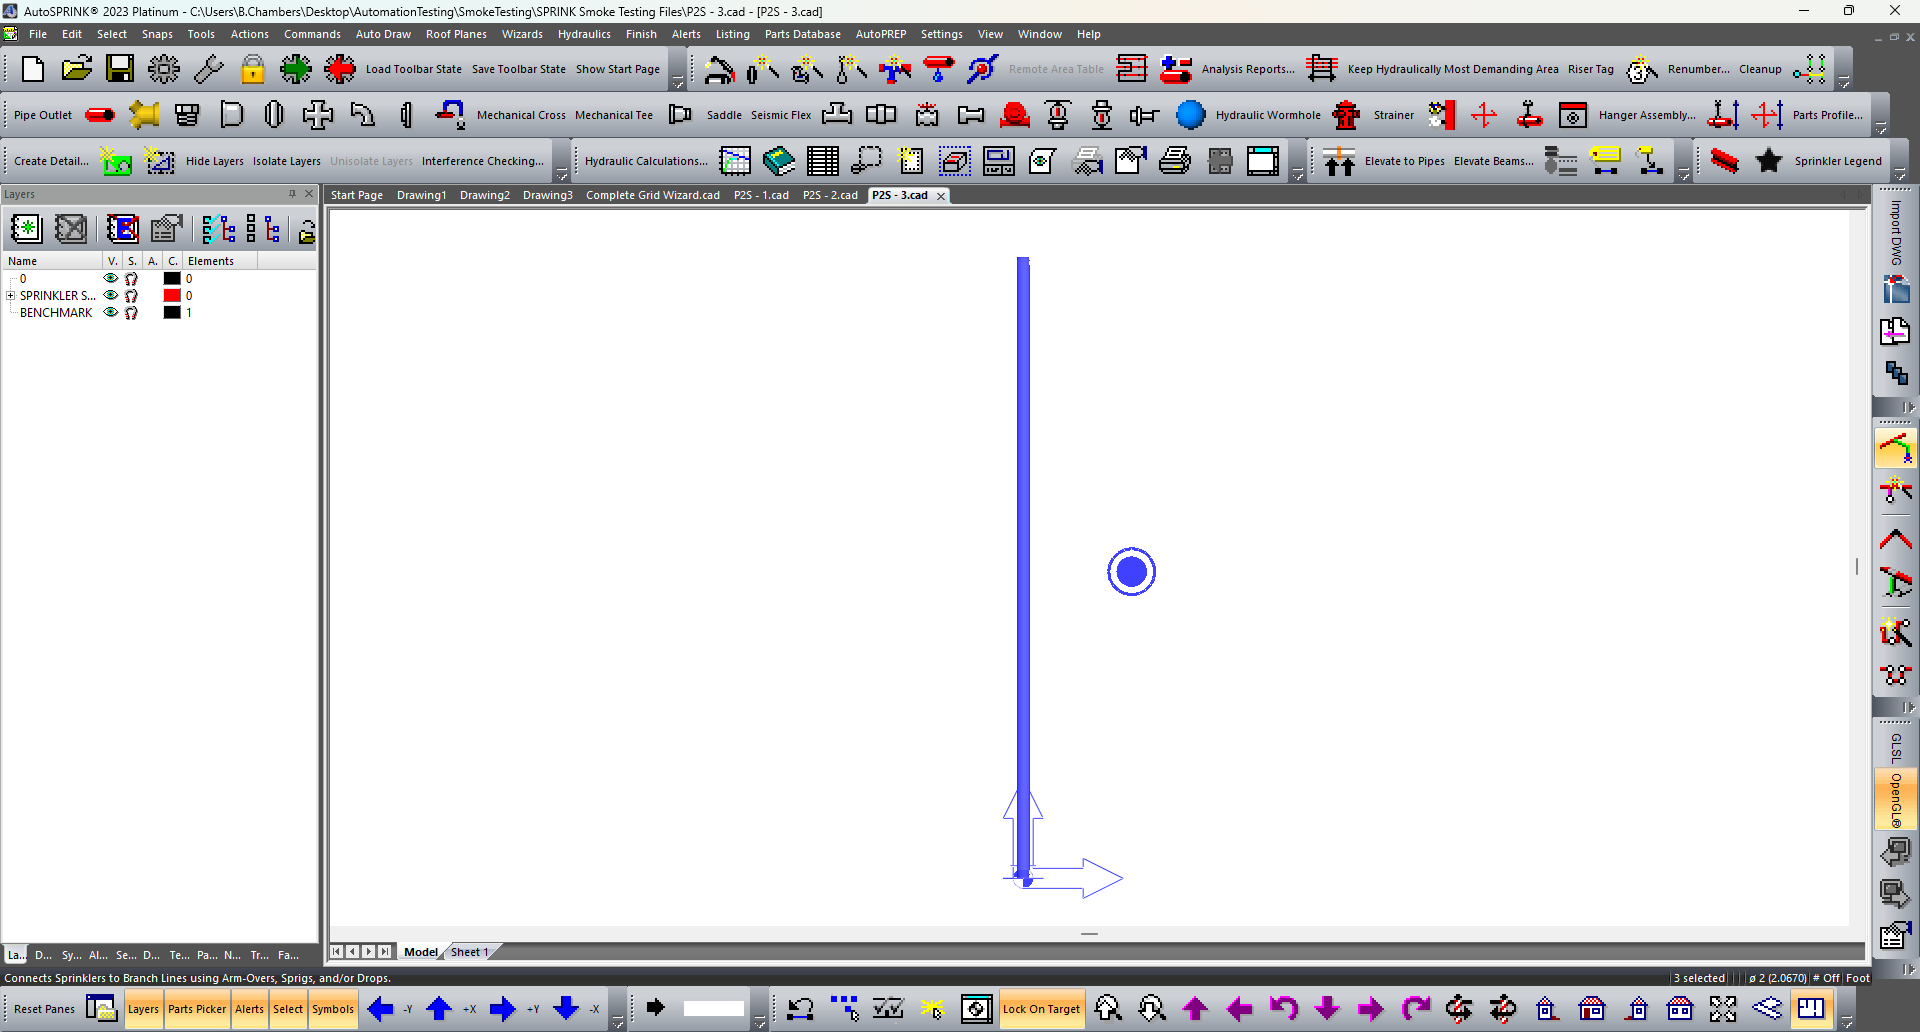 AutoSPRINK® 2023 Platinum - C:\Users\B.Chambers\Desktop\AutomationTesting\SmokeTesting\SPRINK Smoke Testing Files\P2S - 3.cad - [P2S - 3.cad]
File Edit Select Snaps Tools Actions Commands Auto Draw Roof Planes Wizards Hydraulics Finish Alerts Listing Parts Database AutoPREP Settings View Window Help
Load Toolbar State Save Toolbar State Show Start Page Remote Area Table Analysis Reports... Keep Hydraulically Most Demanding Area Riser Tag Renumber... Cleanup
Pipe Outlet Mechanical Cross Mechanical Tee Saddle Seismic Flex Hydraulic Wormhole Strainer Hanger Assembly... Parts Profile...
Create Detail... Hide Layers Isolate Layers Unisolate Layers Interference Checking... Hydraulic Calculations... Elevate to Pipes Elevate Beams... Sprinkler Legend
Layers
Start Page Drawing1 Drawing2 Drawing3 Complete Grid Wizard.cad P2S - 1.cad P2S - 2.cad P2S - 3.cad
Name V. S. A. C. Elements
0 0
SPRINKLER S... 0
BENCHMARK 1
Import DWG
GLSL
OpenGL®
La... D... Sy... Al... Se... D... Te... Pa... N... Tr... Fa...
Model Sheet 1
Connects Sprinklers to Branch Lines using Arm-Overs, Sprigs, and/or Drops.
3 selected ø 2 (2.0670) # Off Foot
Reset Panes Layers Parts Picker Alerts Select Symbols -Y +X +Y -X Lock On Target